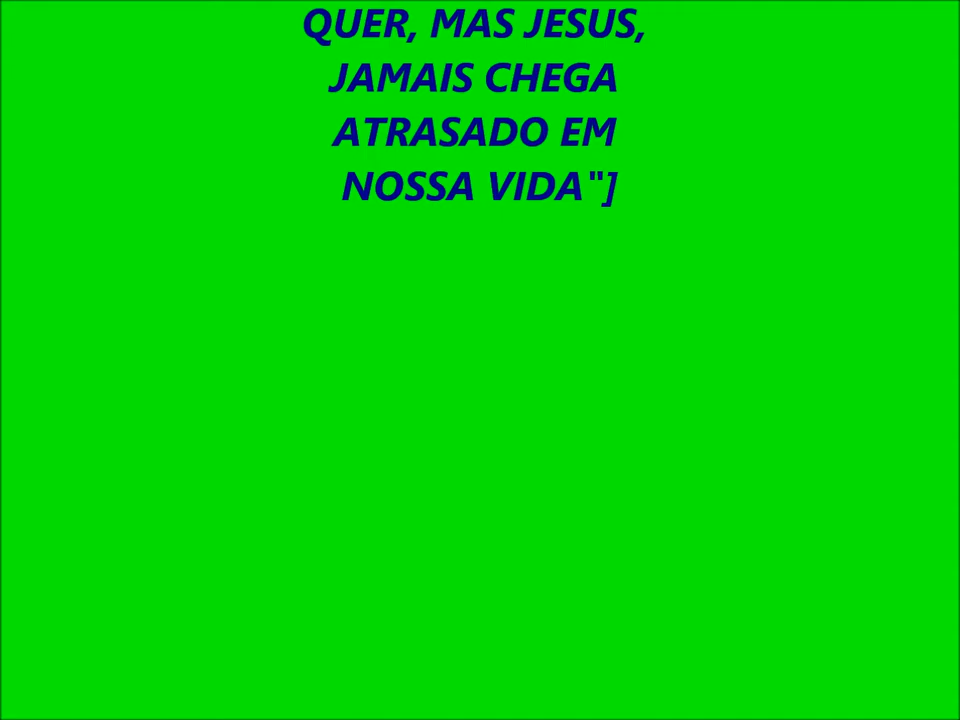 QUER, MAS JESUS,
JAMAIS CHEGA
ATRASADO EM
NOSSA VIDA"]